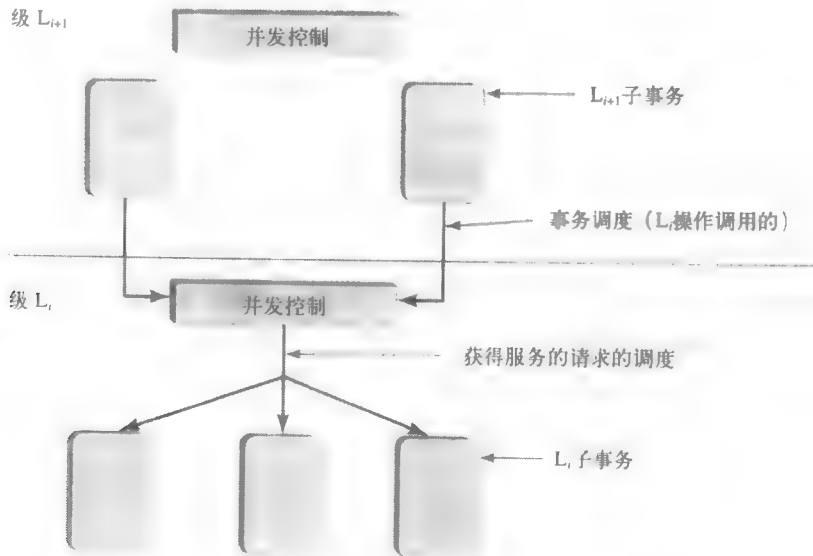 级 Lᵢ₊₁
并发控制
Lᵢ₊₁子事务
事务调度（Lᵢ操作调用的）
级 Lᵢ
并发控制
获得服务的请求的调度
Lᵢ 子事务